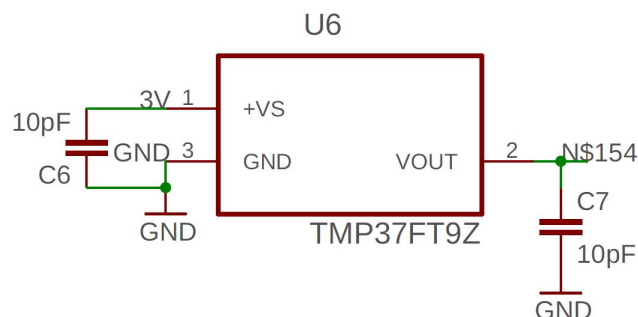 U6
3V 1
10pF
+VS
GND 3
GND
VOUT
2
N$154
C6
C7
GND
TMP37FT9Z
10pF
GND